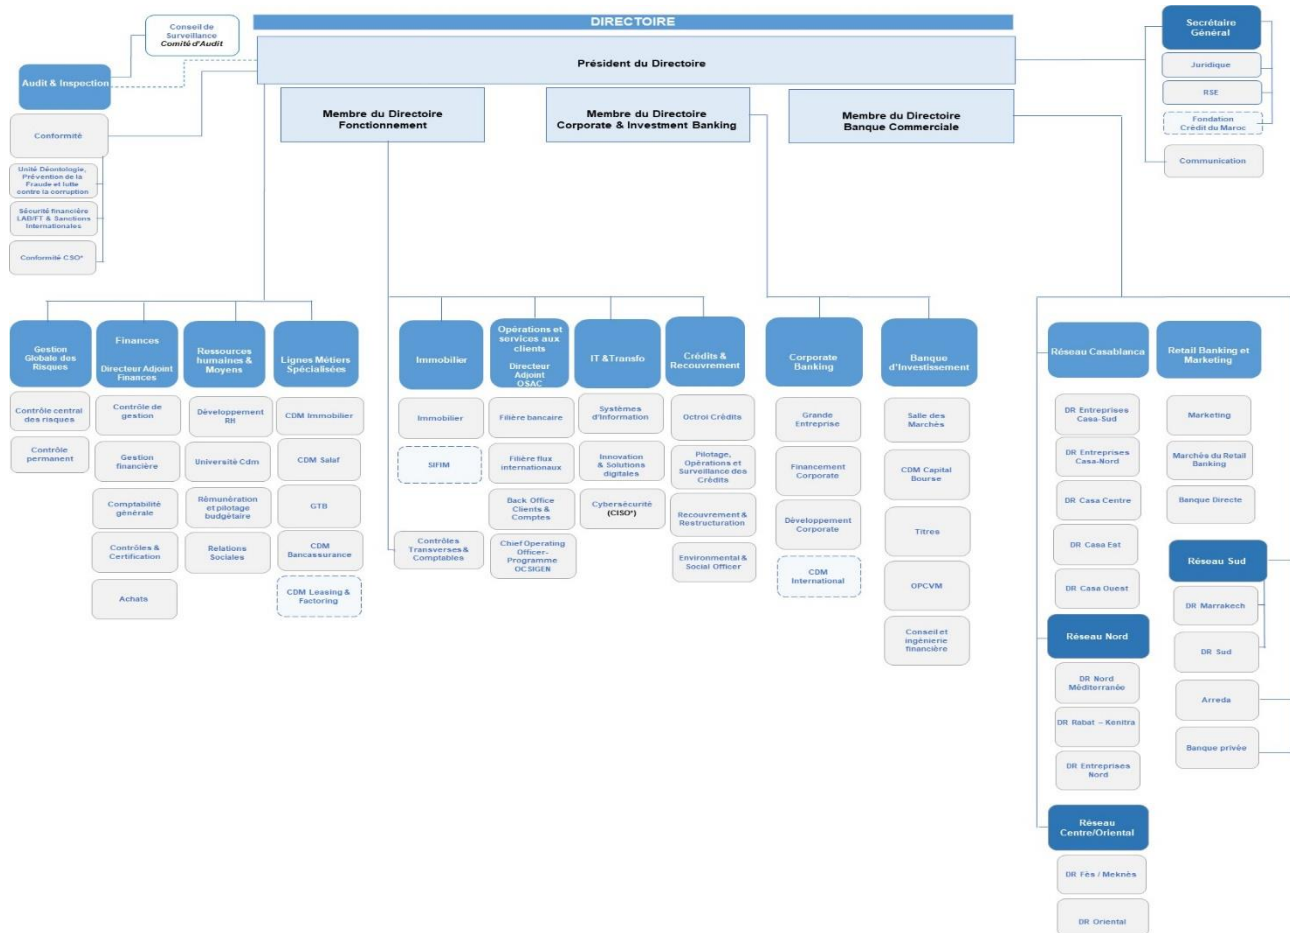 DIRECTOIRE
Conseil de
Surveillance
Comité d'Audit
Secrétaire
Général
Président du Directoire
Juridique
Audit & Inspection
RSE
Membre du Directoire
Fonctionnement
Membre du Directoire
Corporate & Investment Banking
Membre du Directoire
Banque Commerciale
Fondation
Crédit du Maroc
Conformité
Communication
Unité Déontologie,
Prévention de la
Fraude et lutte
contre la corruption
Sécurité financière
LAB/FT & Sanctions
Internationales
Conformité CSO*
Gestion
Globale des
Risques
Contrôle central
des risques
Contrôle
permanent
Finances
Directeur Adjoint
Finances
Contrôle de
gestion
Gestion
financière
Comptabilité
générale
Contrôles &
Certification
Achats
Ressources
humaines &
Moyens
Développement
RH
Université Cdm
Rémunération
et pilotage
budgétaire
Relations
Sociales
Lignes Métiers
Spécialisées
CDM Immobilier
CDM Salaf
GTB
CDM
Bancassurance
CDM Leasing &
Factoring
Immobilier
Immobilier
SIFIM
Contrôles
Transverses &
Comptables
Opérations et
services aux
clients
Directeur
Adjoint
OSAC
Filière bancaire
Filière flux
internationaux
Back Office
Clients &
Comptes
Chief Operating
Officer-
Programme
OCSIGEN
IT &Transfo
Systèmes
d'Information
Innovation
& Solutions
digitales
Cybersécurité
(CISO*)
Crédits &
Recouvrement
Octroi Crédits
Pilotage,
Opérations et
Surveillance des
Crédits
Recouvrement &
Restructuration
Environmental &
Social Officer
Corporate
Banking
Grande
Entreprise
Financement
Corporate
Développement
Corporate
CDM
International
Banque
d'Investissement
Salle des
Marchés
CDM Capital
Bourse
Titres
OPCVM
Conseil et
ingénierie
financière
Réseau Casablanca
DR Entreprises
Casa-Sud
DR Entreprises
Casa-Nord
DR Casa Centre
DR Casa Est
DR Casa Ouest
Réseau Nord
DR Nord
Méditerranée
DR Rabat – Kenitra
DR Entreprises
Nord
Réseau
Centre/Oriental
DR Fès / Meknès
DR Oriental
Retail Banking et
Marketing
Marketing
Marchés du Retail
Banking
Banque Directe
Réseau Sud
DR Marrakech
DR Sud
Arreda
Banque privée